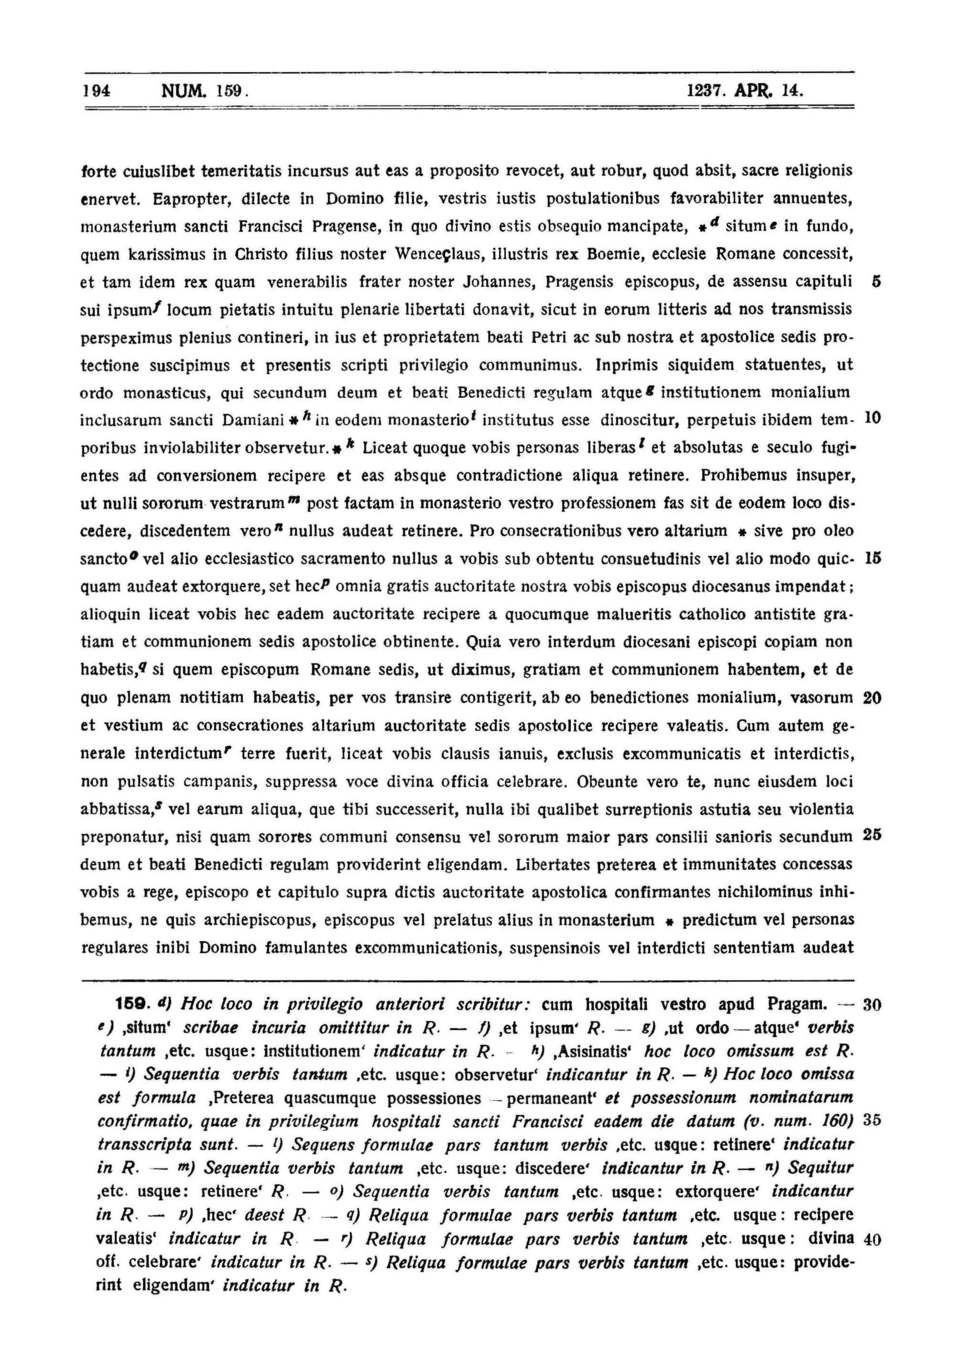 194 NUM. 159. 1237. APR. 14.
forte cuiuslibet temeritatis incursus aut eas a proposito revocet, aut robur, quod absit, sacre religionis
enervet. Eapropter, dilecte in Domino filie, vestris iustis postulationibus favorabiliter annuentes,
monasterium sancti Francisci Pragense, in quo divino estis obsequio mancipate, *d situm e in fundo,
quem karissimus in Christo filius noster Wenceçlaus, illustris rex Boemie, ecclesie Romane concessit,
et tam idem rex quam venerabilis frater noster Johannes, Pragensis episcopus, de assensu capituli 5
sui ipsum f locum pietatis intuitu plenarie libertati donavit, sicut in eorum litteris ad nos transmissis
perspeximus plenius contineri, in ius et proprietatem beati Petri ac sub nostra et apostolice sedis pro-
tectione suscipimus et presentis scripti privilegio communimus. Inprimis siquidem statuentes, ut
ordo monasticus, qui secundum deum et beati Benedicti regulam atque g institutionem monialium
inclusarum sancti Damiani * h in eodem monasterio i institutus esse dinoscitur, perpetuis ibidem tem- 10
poribus inviolabiliter observetur. * k Liceat quoque vobis personas liberas l et absolutas e seculo fugi-
entes ad conversionem recipere et eas absque contradictione aliqua retinere. Prohibemus insuper,
ut nulli sororum vestrarum m post factam in monasterio vestro professionem fas sit de eodem loco dis-
cedere, discedentem vero n nullus audeat retinere. Pro consecrationibus vero altarium * sive pro oleo
sancto o vel alio ecclesiastico sacramento nullus a vobis sub obtentu consuetudinis vel alio modo quic- 15
quam audeat extorquere, set hec p omnia gratis auctoritate nostra vobis episcopus diocesanus impendat;
alioquin liceat vobis hec eadem auctoritate recipere a quocumque malueritis catholico antistite gra-
tiam et communionem sedis apostolice obtinente. Quia vero interdum diocesani episcopi copiam non
habetis, q si quem episcopum Romane sedis, ut diximus, gratiam et communionem habentem, et de
quo plenam notitiam habeatis, per vos transire contigerit, ab eo benedictiones monialium, vasorum 20
et vestium ac consecrationes altarium auctoritate sedis apostolice recipere valeatis. Cum autem ge-
nerale interdictum r terre fuerit, liceat vobis clausis ianuis, exclusis excommunicatis et interdictis,
non pulsatis campanis, suppressa voce divina officia celebrare. Obeunte vero te, nunc eiusdem loci
abbatissa, s vel earum aliqua, que tibi successerit, nulla ibi qualibet surreptionis astutia seu violentia
preponatur, nisi quam sorores communi consensu vel sororum maior pars consilii sanioris secundum 25
deum et beati Benedicti regulam providerint eligendam. Libertates preterea et immunitates concessas
vobis a rege, episcopo et capitulo supra dictis auctoritate apostolica confirmantes nichilominus inhi-
bemus, ne quis archiepiscopus, episcopus vel prelatus alius in monasterium * predictum vel personas
regulares inibi Domino famulantes excommunicationis, suspensinois vel interdicti sententiam audeat
159. d) Hoc loco in privilegio anteriori scribitur: cum hospitali vestro apud Pragam. — 30
e) ‚situm‘ scribae incuria omittitur in R. — f) ‚et ipsum‘ R. — g) ‚ut ordo — atque‘ verbis
tantum ‚etc. usque: institutionem‘ indicatur in R. - h) ‚Asisinatis‘ hoc loco omissum est R.
— i) Sequentia verbis tantum ‚etc. usque: observetur‘ indicantur in R. — k) Hoc loco omissa
est formula ‚Preterea quascumque possessiones — permaneant‘ et possessionum nominatarum
confirmatio, quae in privilegium hospitali sancti Francisci eadem die datum (v. num. 160) 35
transscripta sunt. — l) Sequens formulae pars tantum verbis ‚etc. usque: retinere‘ indicatur
in R. — m) Sequentia verbis tantum ‚etc. usque: discedere‘ indicantur in R. — n) Sequitur
‚etc. usque: retinere‘ R. — o) Sequentia verbis tantum ‚etc. usque: extorquere‘ indicantur
in R. — p) ‚hec‘ deest R — q) Reliqua formulae pars verbis tantum ‚etc. usque: recipere
valeatis‘ indicatur in R — r) Reliqua formulae pars verbis tantum ‚etc. usque: divina 40
off. celebrare‘ indicatur in R. — s) Reliqua formulae pars verbis tantum ‚etc. usque: provide-
rint eligendam‘ indicatur in R.